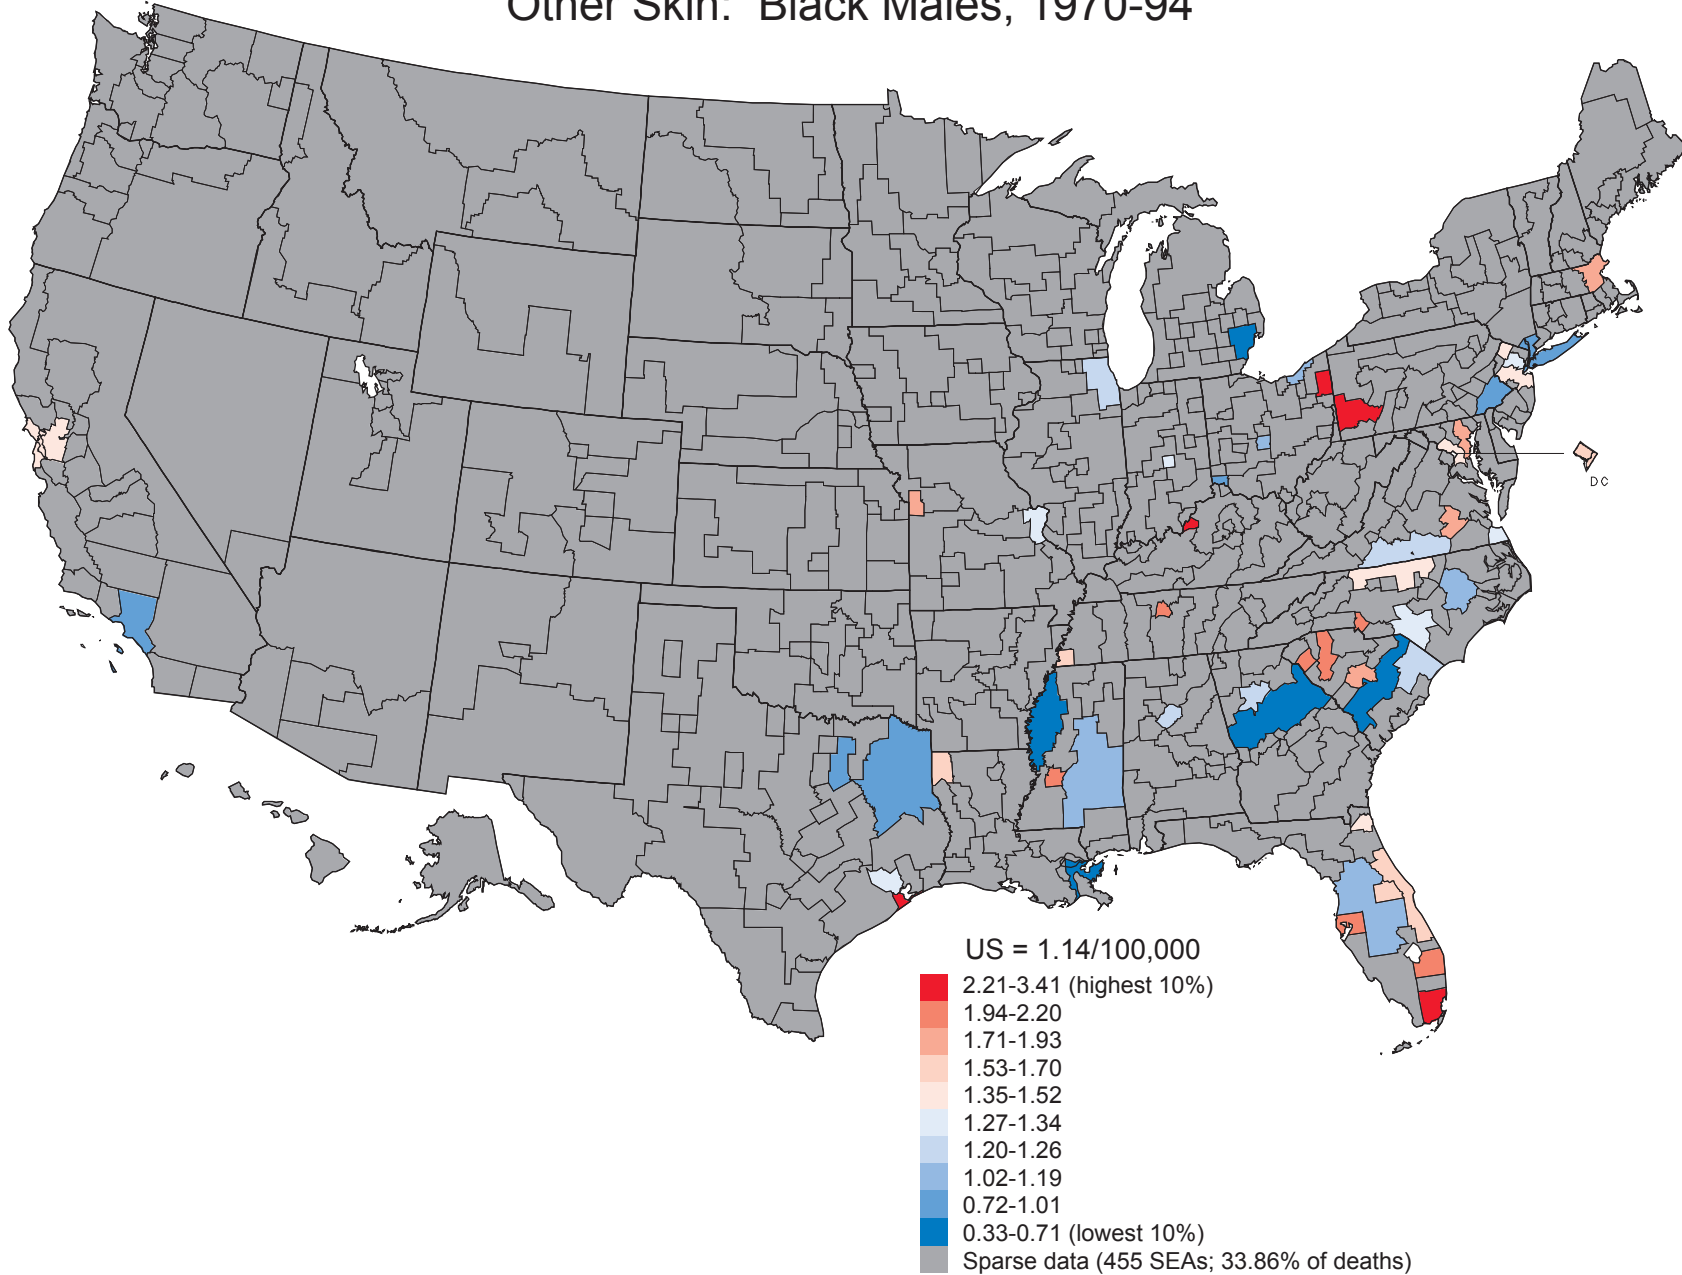 Other Skin: Black Males, 1970-94
DC
US = 1.14/100,000
2.21-3.41 (highest 10%)
1.94-2.20
1.71-1.93
1.53-1.70
1.35-1.52
1.27-1.34
1.20-1.26
1.02-1.19
0.72-1.01
0.33-0.71 (lowest 10%)
Sparse data (455 SEAs; 33.86% of deaths)